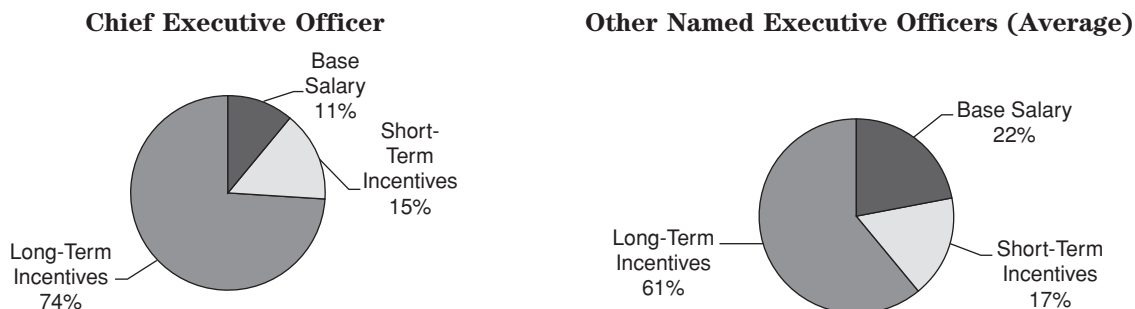 Chief Executive Officer
Base
Salary
11%
Short-
Term
Incentives
15%
Long-Term
Incentives
74%
Other Named Executive Officers (Average)
Base Salary
22%
Short-Term
Incentives
17%
Long-Term
Incentives
61%